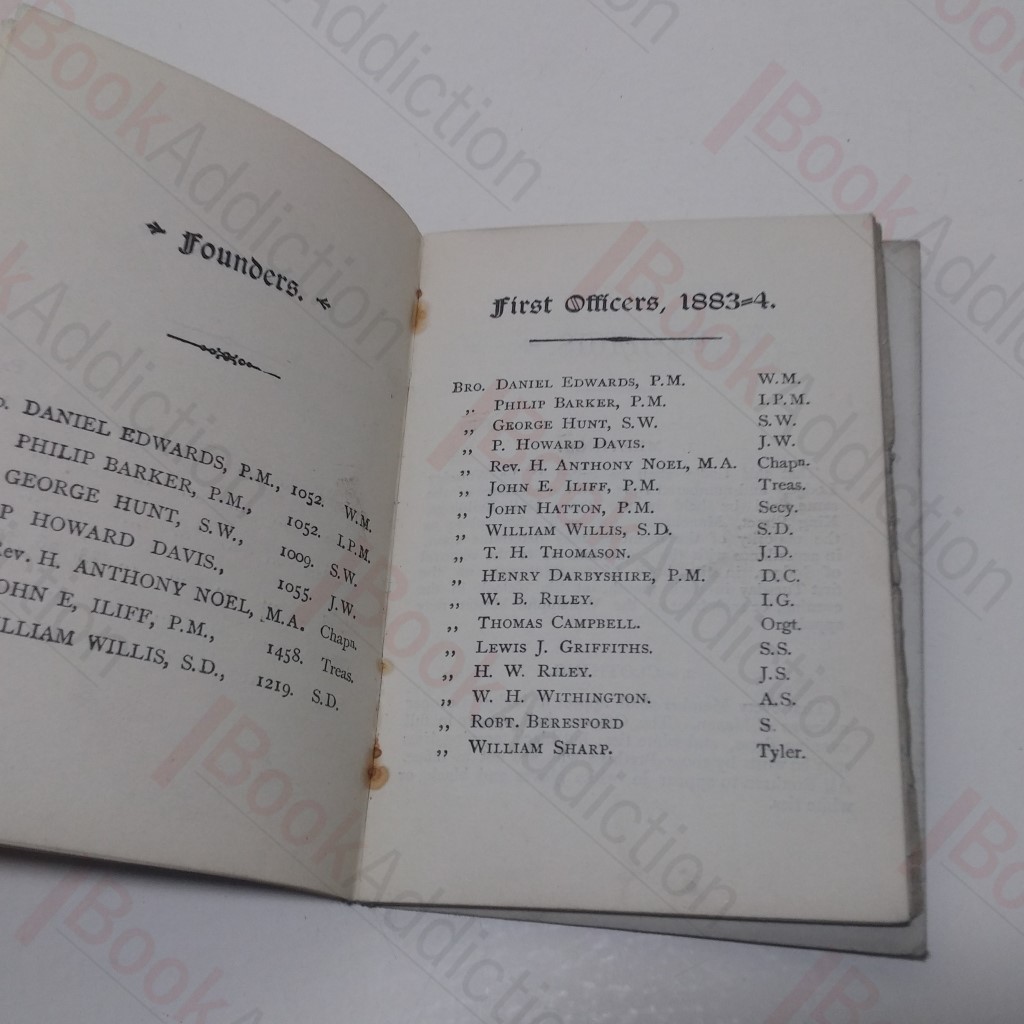 Founders.
DANIEL EDWARDS, P.M., 1052. W.M.
PHILIP BARKER, P.M., 1052. I.P.M.
GEORGE HUNT, S.W., 1009. S.W.
HOWARD DAVIS., 1055. J.W.
H. ANTHONY NOEL, M.A. Chapn.
E, ILIFF, P.M., 1458. Treas.
WILLIS, S.D., 1219. S.D.
First Officers, 1883-4.
BRO. DANIEL EDWARDS, P.M. W.M.
,, PHILIP BARKER, P.M. I.P.M.
,, GEORGE HUNT, S.W. S.W.
,, P. HOWARD DAVIS. J.W.
,, REV. H. ANTHONY NOEL, M.A. Chapn.
,, JOHN E. ILIFF, P.M. Treas.
,, JOHN HATTON, P.M. Secy.
,, WILLIAM WILLIS, S.D. S.D.
,, T. H. THOMASON. J.D.
,, HENRY DARBYSHIRE, P.M. D.C.
,, W. B. RILEY. I.G.
,, THOMAS CAMPBELL. Orgt.
,, LEWIS J. GRIFFITHS. S.S.
,, H. W. RILEY. J.S.
,, W. H. WITHINGTON. A.S.
,, ROBT. BERESFORD S.
,, WILLIAM SHARP. Tyler.
BookAddiction